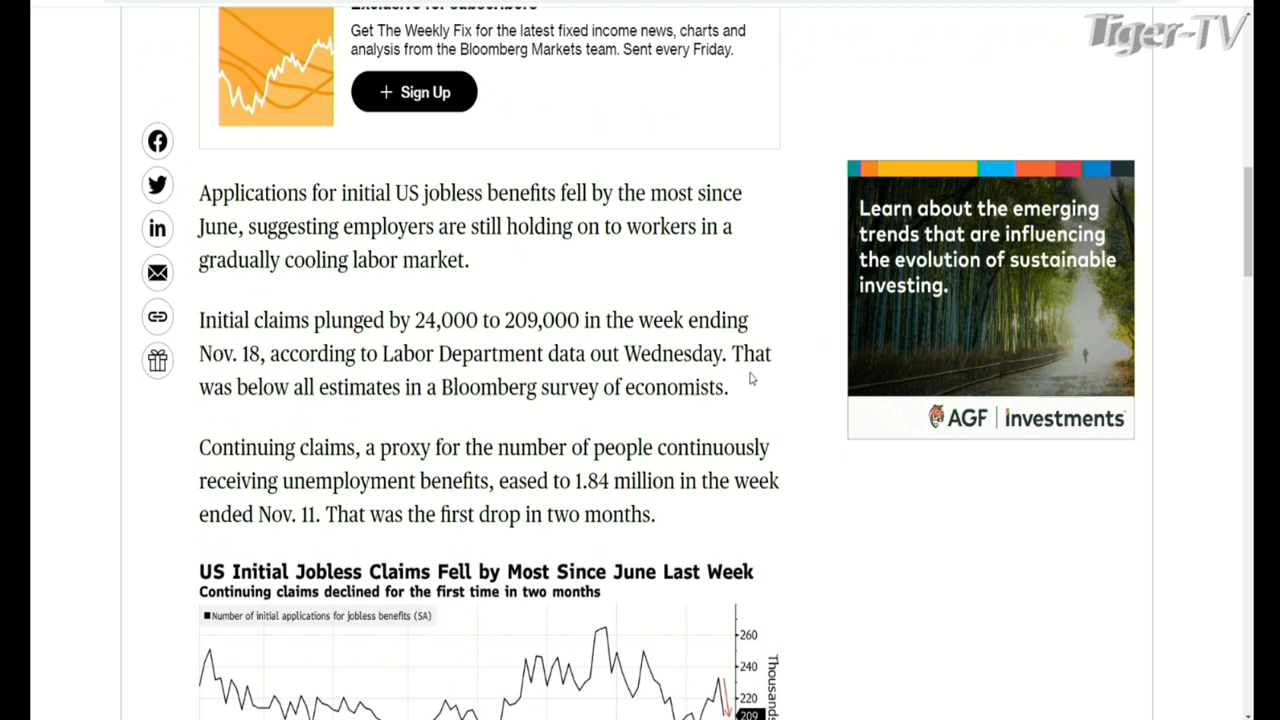 Tiger-TV
Exclusive for subscribers
Get The Weekly Fix for the latest fixed income news, charts and
analysis from the Bloomberg Markets team. Sent every Friday.
+ Sign Up
Applications for initial US jobless benefits fell by the most since
June, suggesting employers are still holding on to workers in a
gradually cooling labor market.
Initial claims plunged by 24,000 to 209,000 in the week ending
Nov. 18, according to Labor Department data out Wednesday. That
was below all estimates in a Bloomberg survey of economists.
Continuing claims, a proxy for the number of people continuously
receiving unemployment benefits, eased to 1.84 million in the week
ended Nov. 11. That was the first drop in two months.
US Initial Jobless Claims Fell by Most Since June Last Week
Continuing claims declined for the first time in two months
Number of initial applications for jobless benefits (SA)
260
240
220
209
Thousands
Learn about the emerging
trends that are influencing
the evolution of sustainable
investing.
AGF | investments